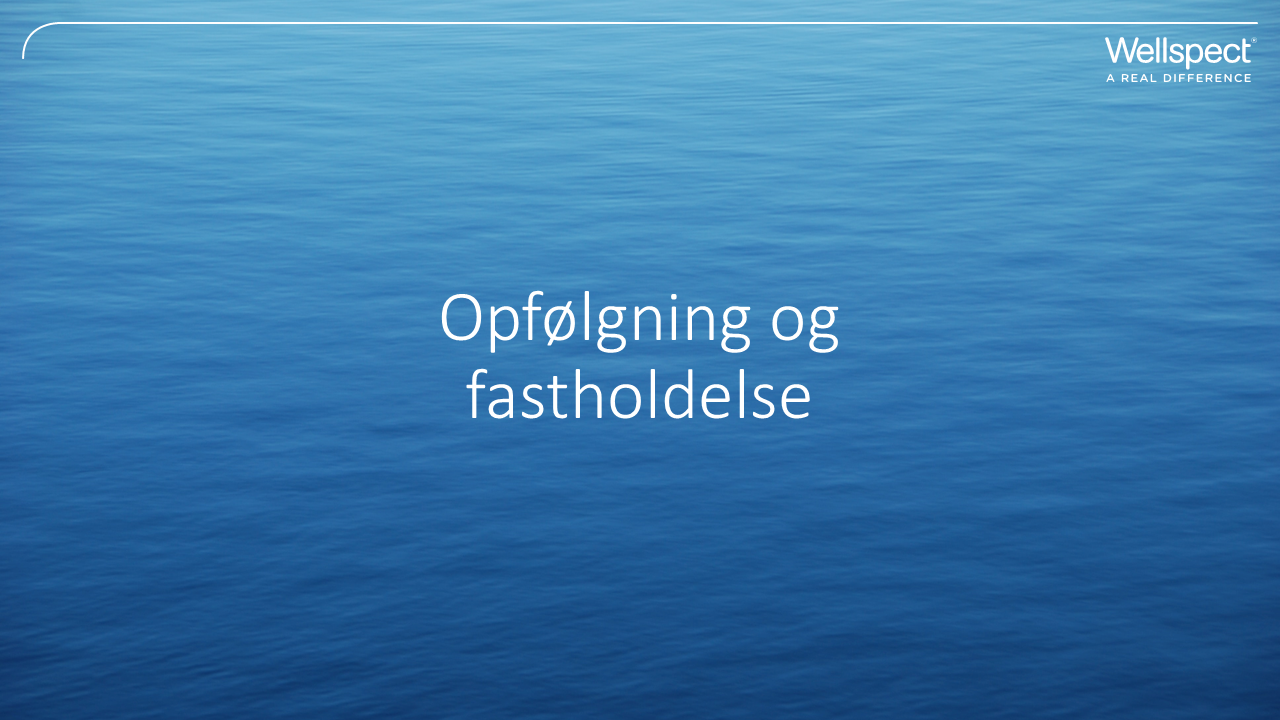 Wellspect®
A REAL DIFFERENCE
Opfølgning og
fastholdelse